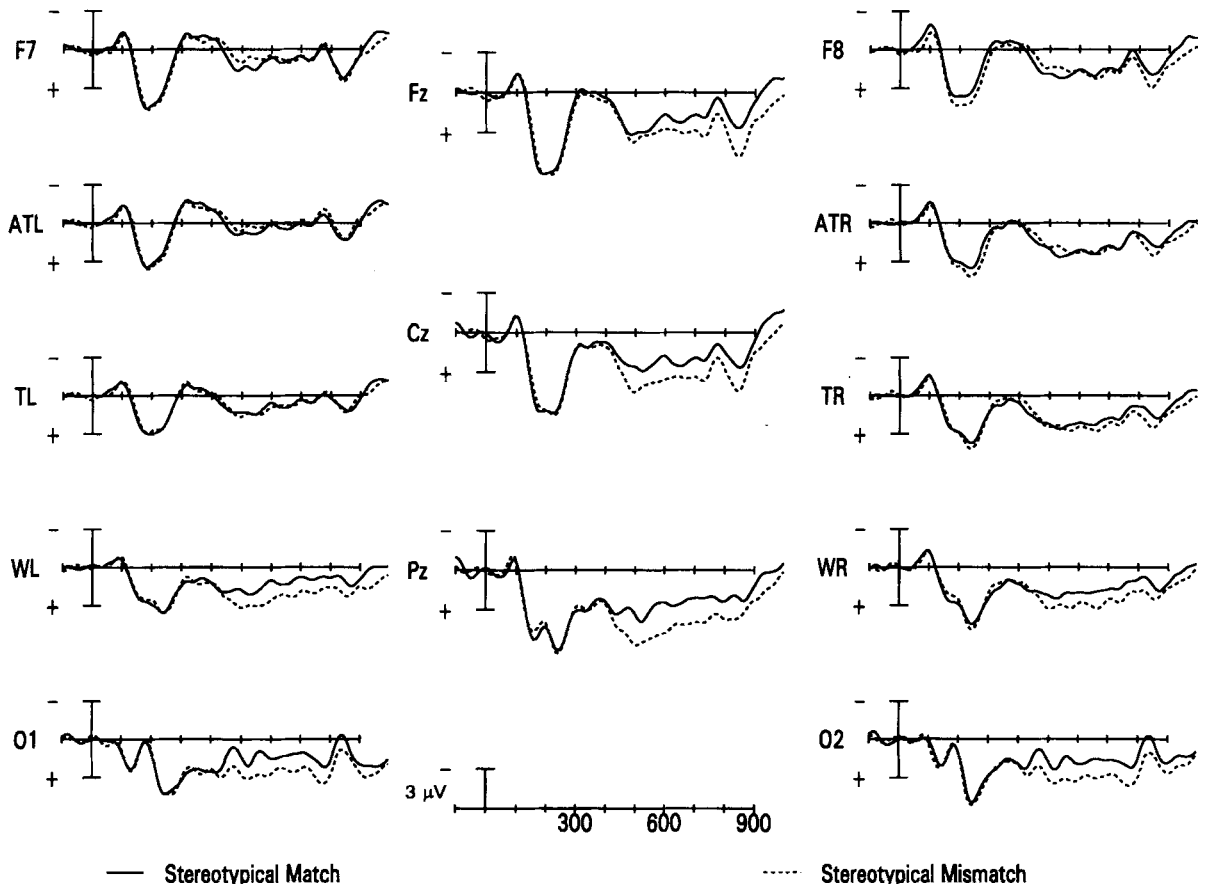 F7
−
+
Fz
−
+
F8
−
+
ATL
−
+
ATR
−
+
Cz
−
+
TL
−
+
TR
−
+
WL
−
+
Pz
−
+
WR
−
+
O1
−
+
O2
−
+
−
3 μV
300 600 900
Stereotypical Match
Stereotypical Mismatch